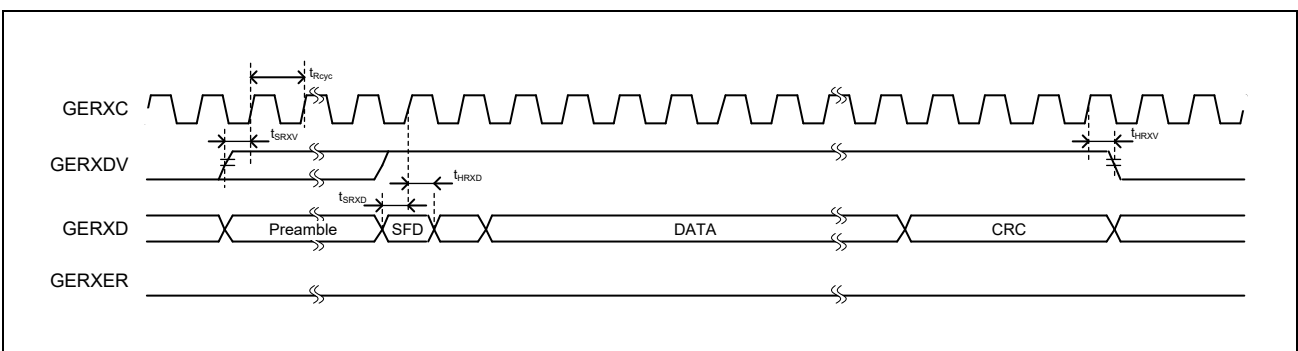 tRcyc
GERXC
tSRXV
tHRXV
GERXDV
tHRXD
tSRXD
GERXD Preamble SFD DATA CRC
GERXER